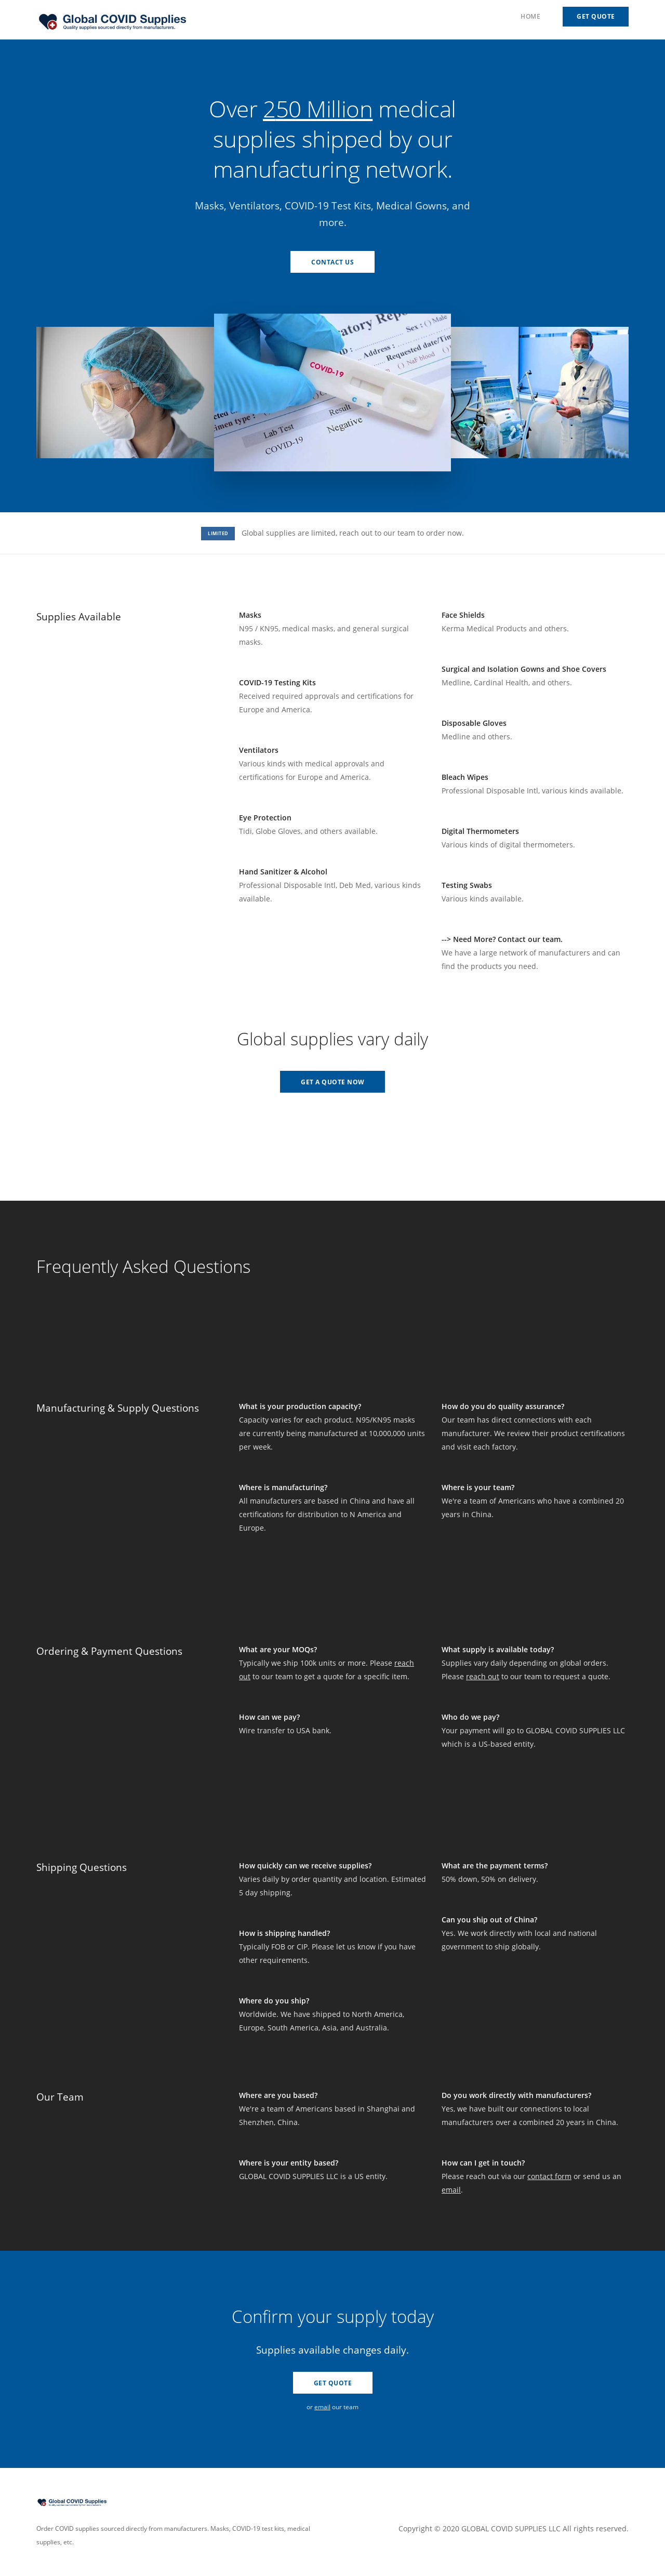 Global COVID Supplies
Quality supplies sourced directly from manufacturers.
HOME
GET QUOTE
Over 250 Million medical
supplies shipped by our
manufacturing network.
Masks, Ventilators, COVID-19 Test Kits, Medical Gowns, and
more.
CONTACT US
Sex
Address :
Requested date/Time
Lab Test
COVID-19
Result
Negative
COVID-19
LIMITED
Global supplies are limited, reach out to our team to order now.
Supplies Available
Masks
N95 / KN95, medical masks, and general surgical
masks.
COVID-19 Testing Kits
Received required approvals and certifications for
Europe and America.
Ventilators
Various kinds with medical approvals and
certifications for Europe and America.
Eye Protection
Tidi, Globe Gloves, and others available.
Hand Sanitizer & Alcohol
Professional Disposable Intl, Deb Med, various kinds
available.
Face Shields
Kerma Medical Products and others.
Surgical and Isolation Gowns and Shoe Covers
Medline, Cardinal Health, and others.
Disposable Gloves
Medline and others.
Bleach Wipes
Professional Disposable Intl, various kinds available.
Digital Thermometers
Various kinds of digital thermometers.
Testing Swabs
Various kinds available.
--> Need More? Contact our team.
We have a large network of manufacturers and can
find the products you need.
Global supplies vary daily
GET A QUOTE NOW
Frequently Asked Questions
Manufacturing & Supply Questions
What is your production capacity?
Capacity varies for each product. N95/KN95 masks
are currently being manufactured at 10,000,000 units
per week.
Where is manufacturing?
All manufacturers are based in China and have all
certifications for distribution to N America and
Europe.
How do you do quality assurance?
Our team has direct connections with each
manufacturer. We review their product certifications
and visit each factory.
Where is your team?
We're a team of Americans who have a combined 20
years in China.
Ordering & Payment Questions
What are your MOQs?
Typically we ship 100k units or more. Please reach
out to our team to get a quote for a specific item.
How can we pay?
Wire transfer to USA bank.
What supply is available today?
Supplies vary daily depending on global orders.
Please reach out to our team to request a quote.
Who do we pay?
Your payment will go to GLOBAL COVID SUPPLIES LLC
which is a US-based entity.
Shipping Questions
How quickly can we receive supplies?
Varies daily by order quantity and location. Estimated
5 day shipping.
How is shipping handled?
Typically FOB or CIP. Please let us know if you have
other requirements.
Where do you ship?
Worldwide. We have shipped to North America,
Europe, South America, Asia, and Australia.
What are the payment terms?
50% down, 50% on delivery.
Can you ship out of China?
Yes. We work directly with local and national
government to ship globally.
Our Team
Where are you based?
We're a team of Americans based in Shanghai and
Shenzhen, China.
Where is your entity based?
GLOBAL COVID SUPPLIES LLC is a US entity.
Do you work directly with manufacturers?
Yes, we have built our connections to local
manufacturers over a combined 20 years in China.
How can I get in touch?
Please reach out via our contact form or send us an
email.
Confirm your supply today
Supplies available changes daily.
GET QUOTE
or email our team
Global COVID Supplies
Order COVID supplies sourced directly from manufacturers. Masks, COVID-19 test kits, medical
supplies, etc.
Copyright © 2020 GLOBAL COVID SUPPLIES LLC All rights reserved.